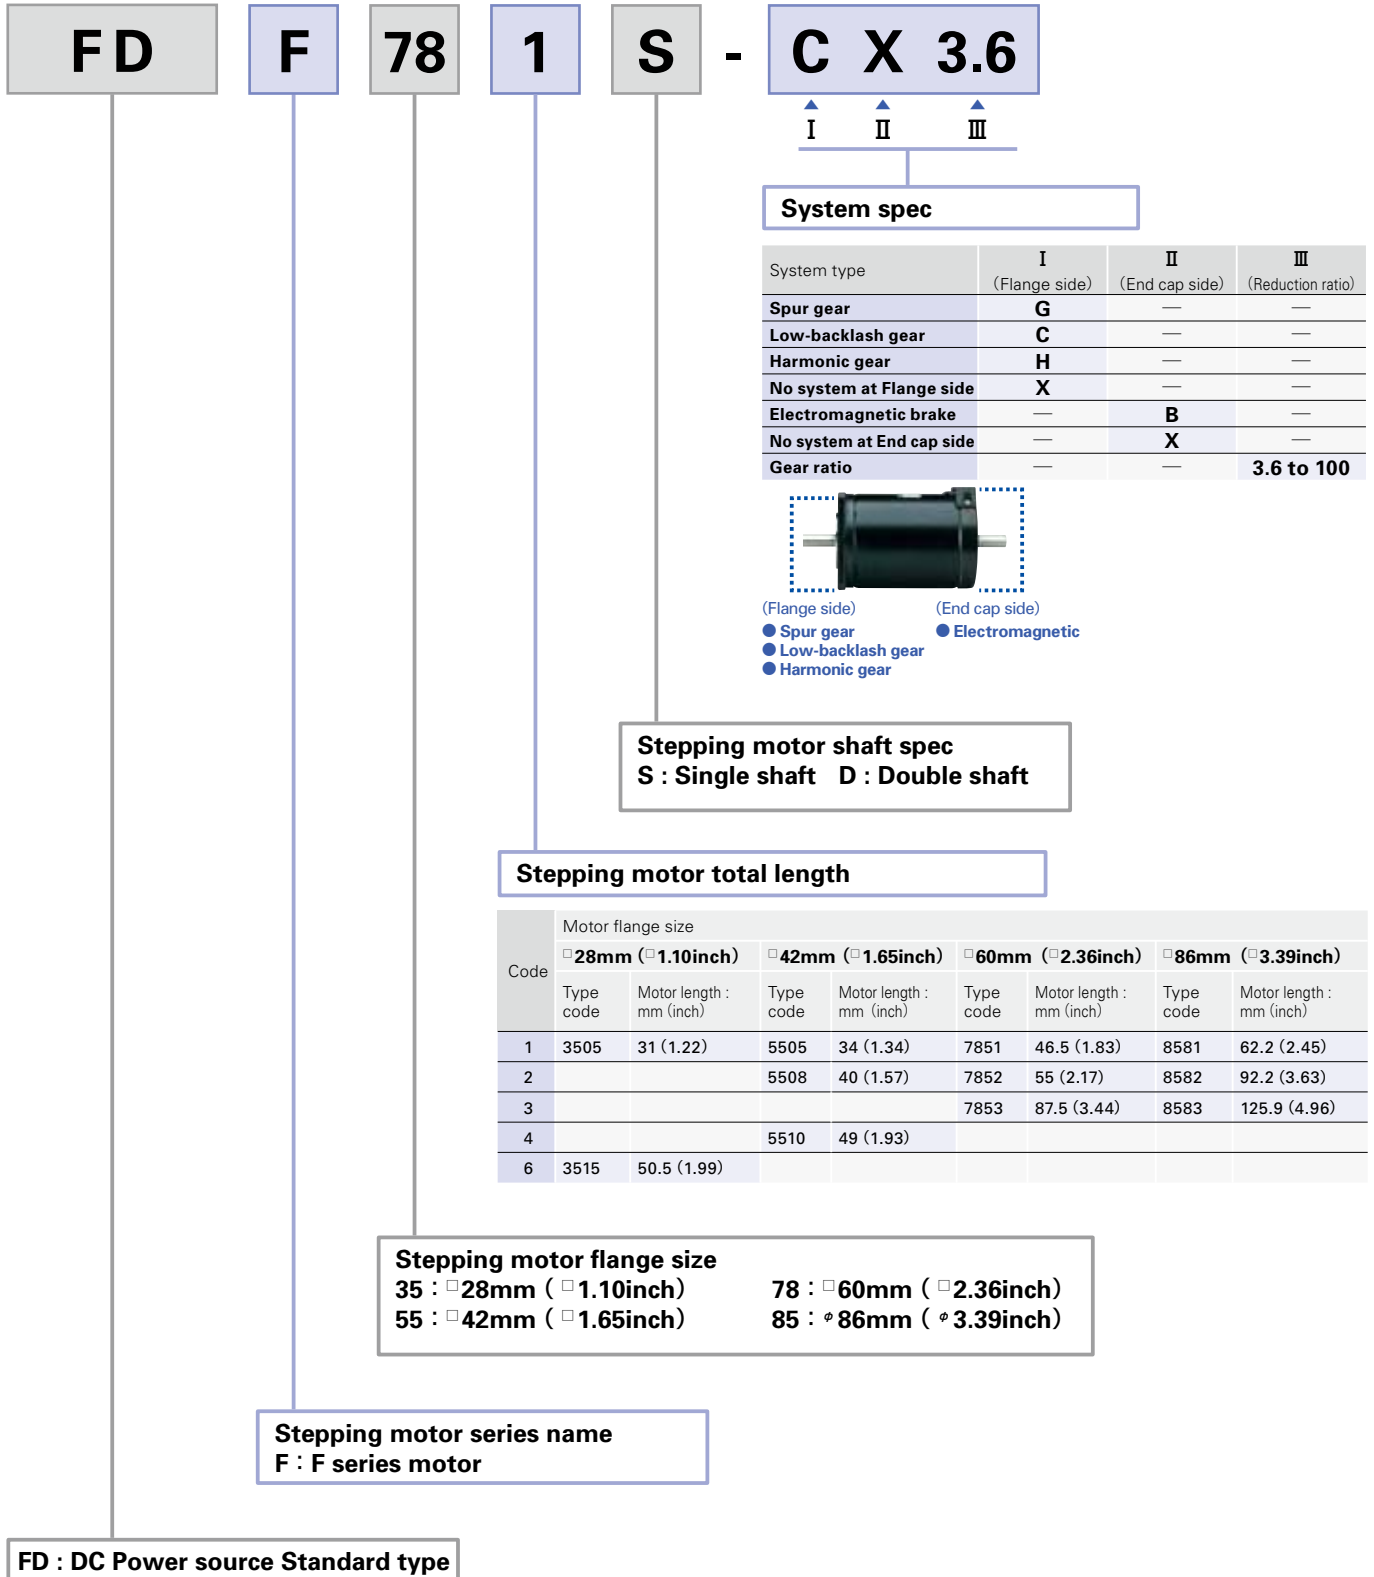 FD F 78 1 S - C X 3.6
Ⅰ Ⅱ Ⅲ
System spec
System type Ⅰ (Flange side) Ⅱ (End cap side) Ⅲ (Reduction ratio)
Spur gear G — —
Low-backlash gear C — —
Harmonic gear H — —
No system at Flange side X — —
Electromagnetic brake — B —
No system at End cap side — X —
Gear ratio — — 3.6 to 100
(Flange side) (End cap side)
● Spur gear ● Electromagnetic
● Low-backlash gear
● Harmonic gear
Stepping motor shaft spec
S : Single shaft D : Double shaft
Stepping motor total length
Code Motor flange size
□28mm (□1.10inch) □42mm (□1.65inch) □60mm (□2.36inch) □86mm (□3.39inch)
Type code Motor length : mm (inch) Type code Motor length : mm (inch) Type code Motor length : mm (inch) Type code Motor length : mm (inch)
1 3505 31 (1.22) 5505 34 (1.34) 7851 46.5 (1.83) 8581 62.2 (2.45)
2 5508 40 (1.57) 7852 55 (2.17) 8582 92.2 (3.63)
3 7853 87.5 (3.44) 8583 125.9 (4.96)
4 5510 49 (1.93)
6 3515 50.5 (1.99)
Stepping motor flange size
35 : □28mm ( □1.10inch) 78 : □60mm ( □2.36inch)
55 : □42mm ( □1.65inch) 85 : φ86mm ( φ3.39inch)
Stepping motor series name
F : F series motor
FD : DC Power source Standard type